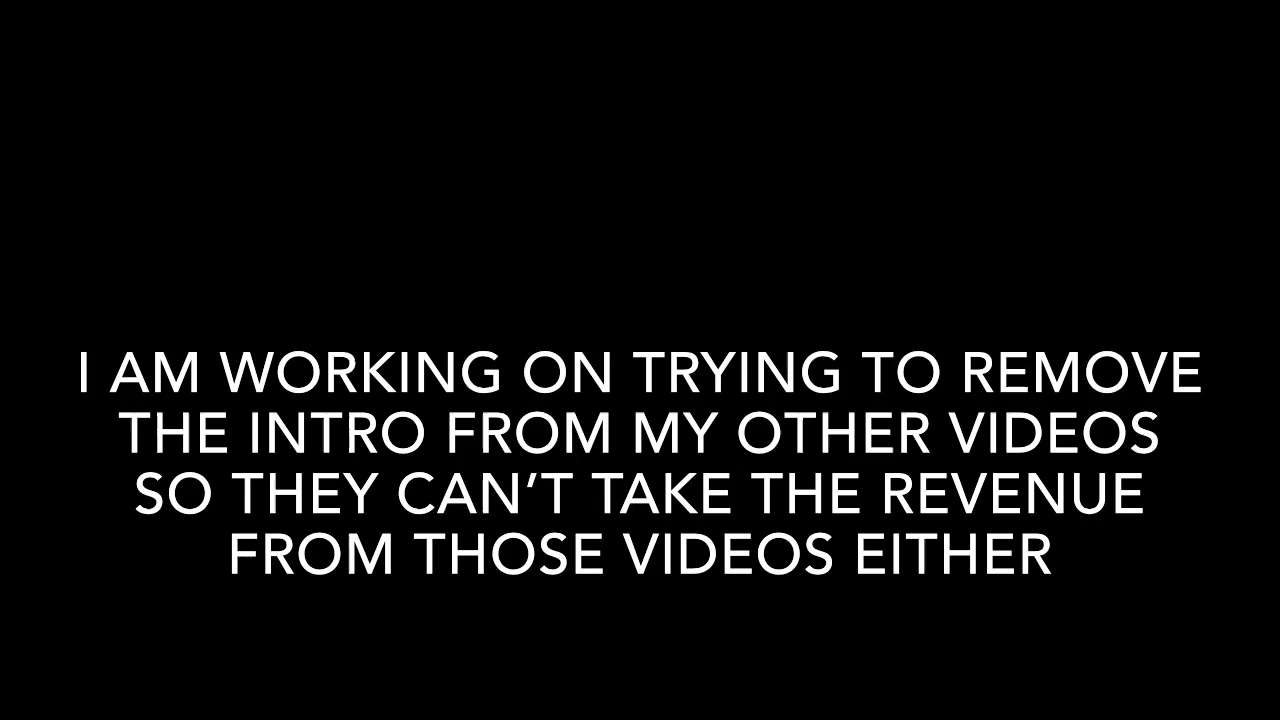 I AM WORKING ON TRYING TO REMOVE
THE INTRO FROM MY OTHER VIDEOS
SO THEY CAN’T TAKE THE REVENUE
FROM THOSE VIDEOS EITHER